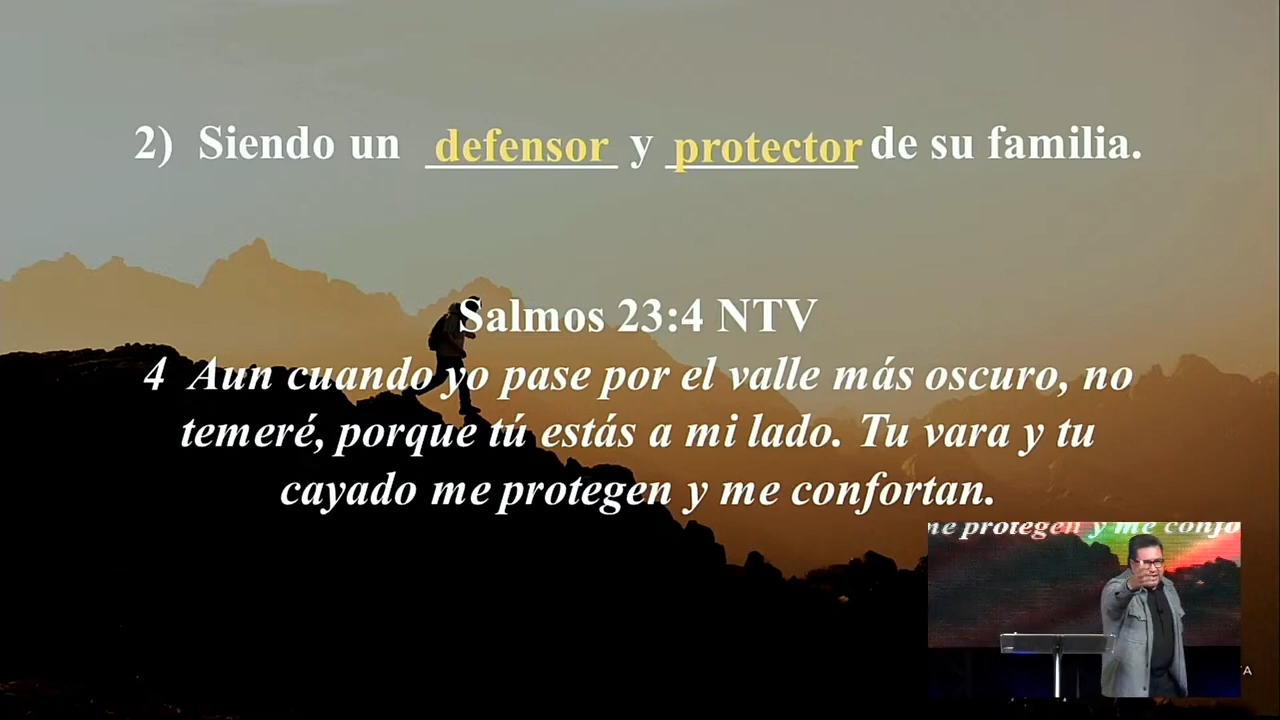 2) Siendo un defensor y protector de su familia.
Salmos 23:4 NTV
4 Aun cuando yo pase por el valle más oscuro, no
temeré, porque tú estás a mi lado. Tu vara y tu
cayado me protegen y me confortan.
me protegen y me confo